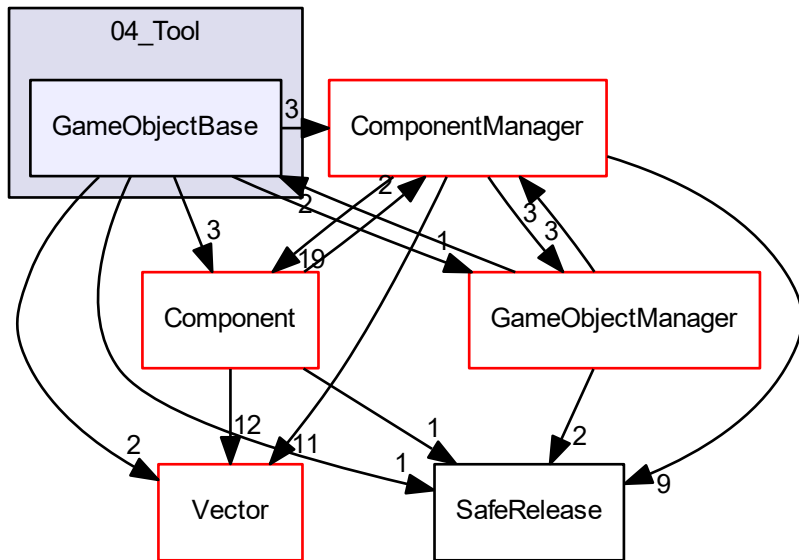 04_Tool
GameObjectBase
3
ComponentManager
2
2
3
1
3
3
19
Component
GameObjectManager
12
11
1
2
2
1
9
Vector
SafeRelease